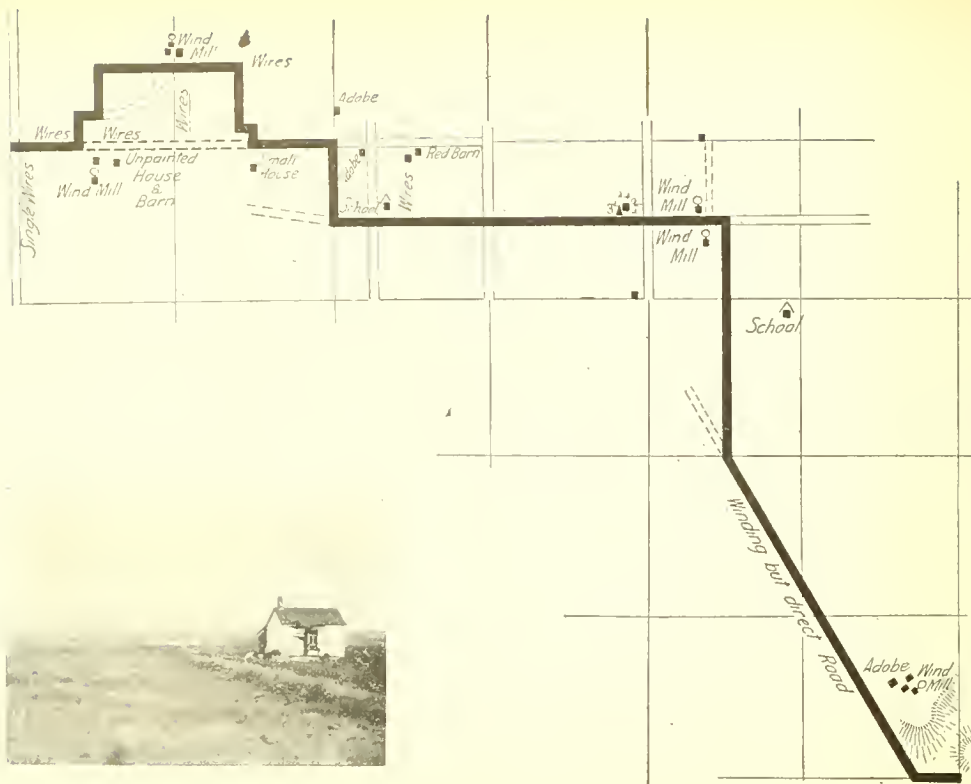 Wind
Mill
Wires
Wires
Adobe
Wires
Wires
Unpainted
House
&
Barn
Wind Mill
Single Wires
Small
House
Adobe
Red Barn
Wires
School
Wind
Mill
Wind
Mill
School
Winding but direct Road
Adobe
Wind
Mill